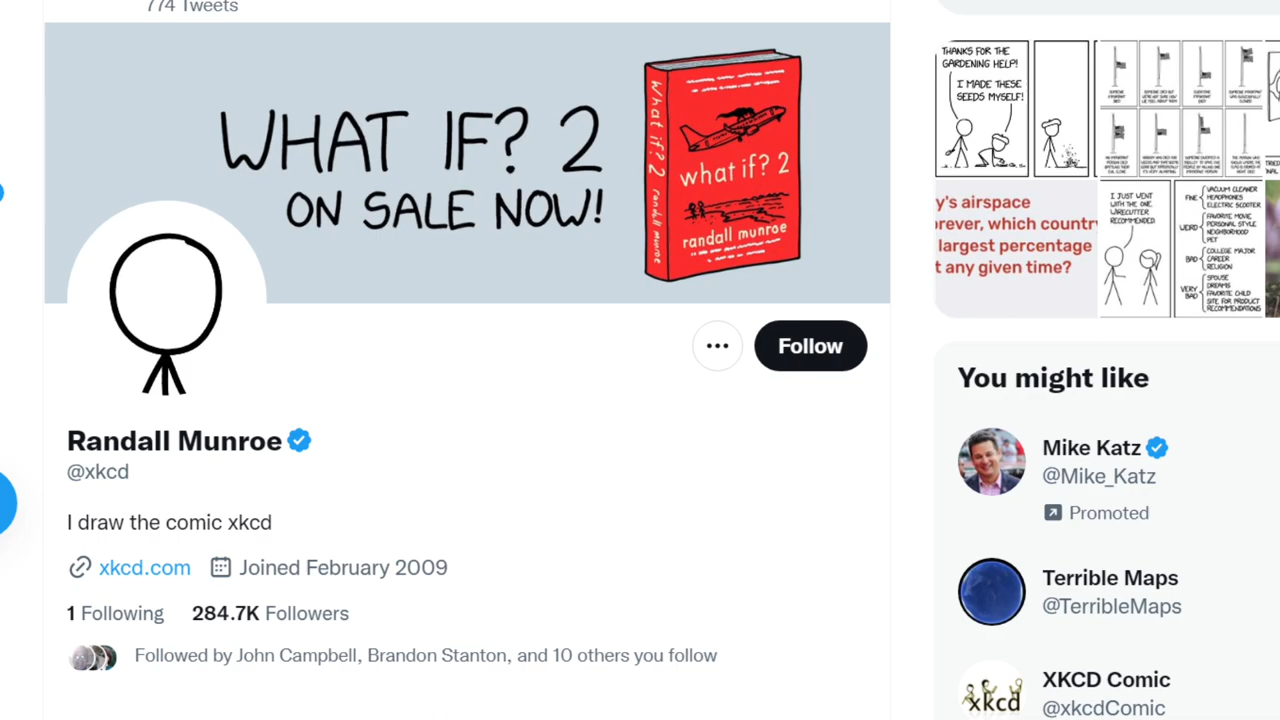 774 Tweets
WHAT IF? 2
ON SALE NOW!
what if? 2 randall munroe
what if? 2
randall munroe
Follow
Randall Munroe
@xkcd
I draw the comic xkcd
xkcd.com Joined February 2009
1 Following 284.7K Followers
Followed by John Campbell, Brandon Stanton, and 10 others you follow
THANKS FOR THE
GARDENING HELP!
I MADE THESE
SEEDS MYSELF!
y's airspace
rever, which country
largest percentage
t any given time?
I JUST WENT
WITH THE ONE
WIRECUTTER
RECOMMENDED.
FINE
VACUUM CLEANER
HEADPHONES
ELECTRIC SCOOTER
WEIRD
FAVORITE MOVIE
PERSONAL STYLE
NEIGHBORHOOD
PET
BAD
COLLEGE MAJOR
CAREER
RELIGION
VERY
BAD
SPOUSE
DREAMS
FAVORITE CHILD
SITE FOR PRODUCT
RECOMMENDATIONS
You might like
Mike Katz
@Mike_Katz
Promoted
Terrible Maps
@TerribleMaps
xkcd
XKCD Comic
@xkcdComic